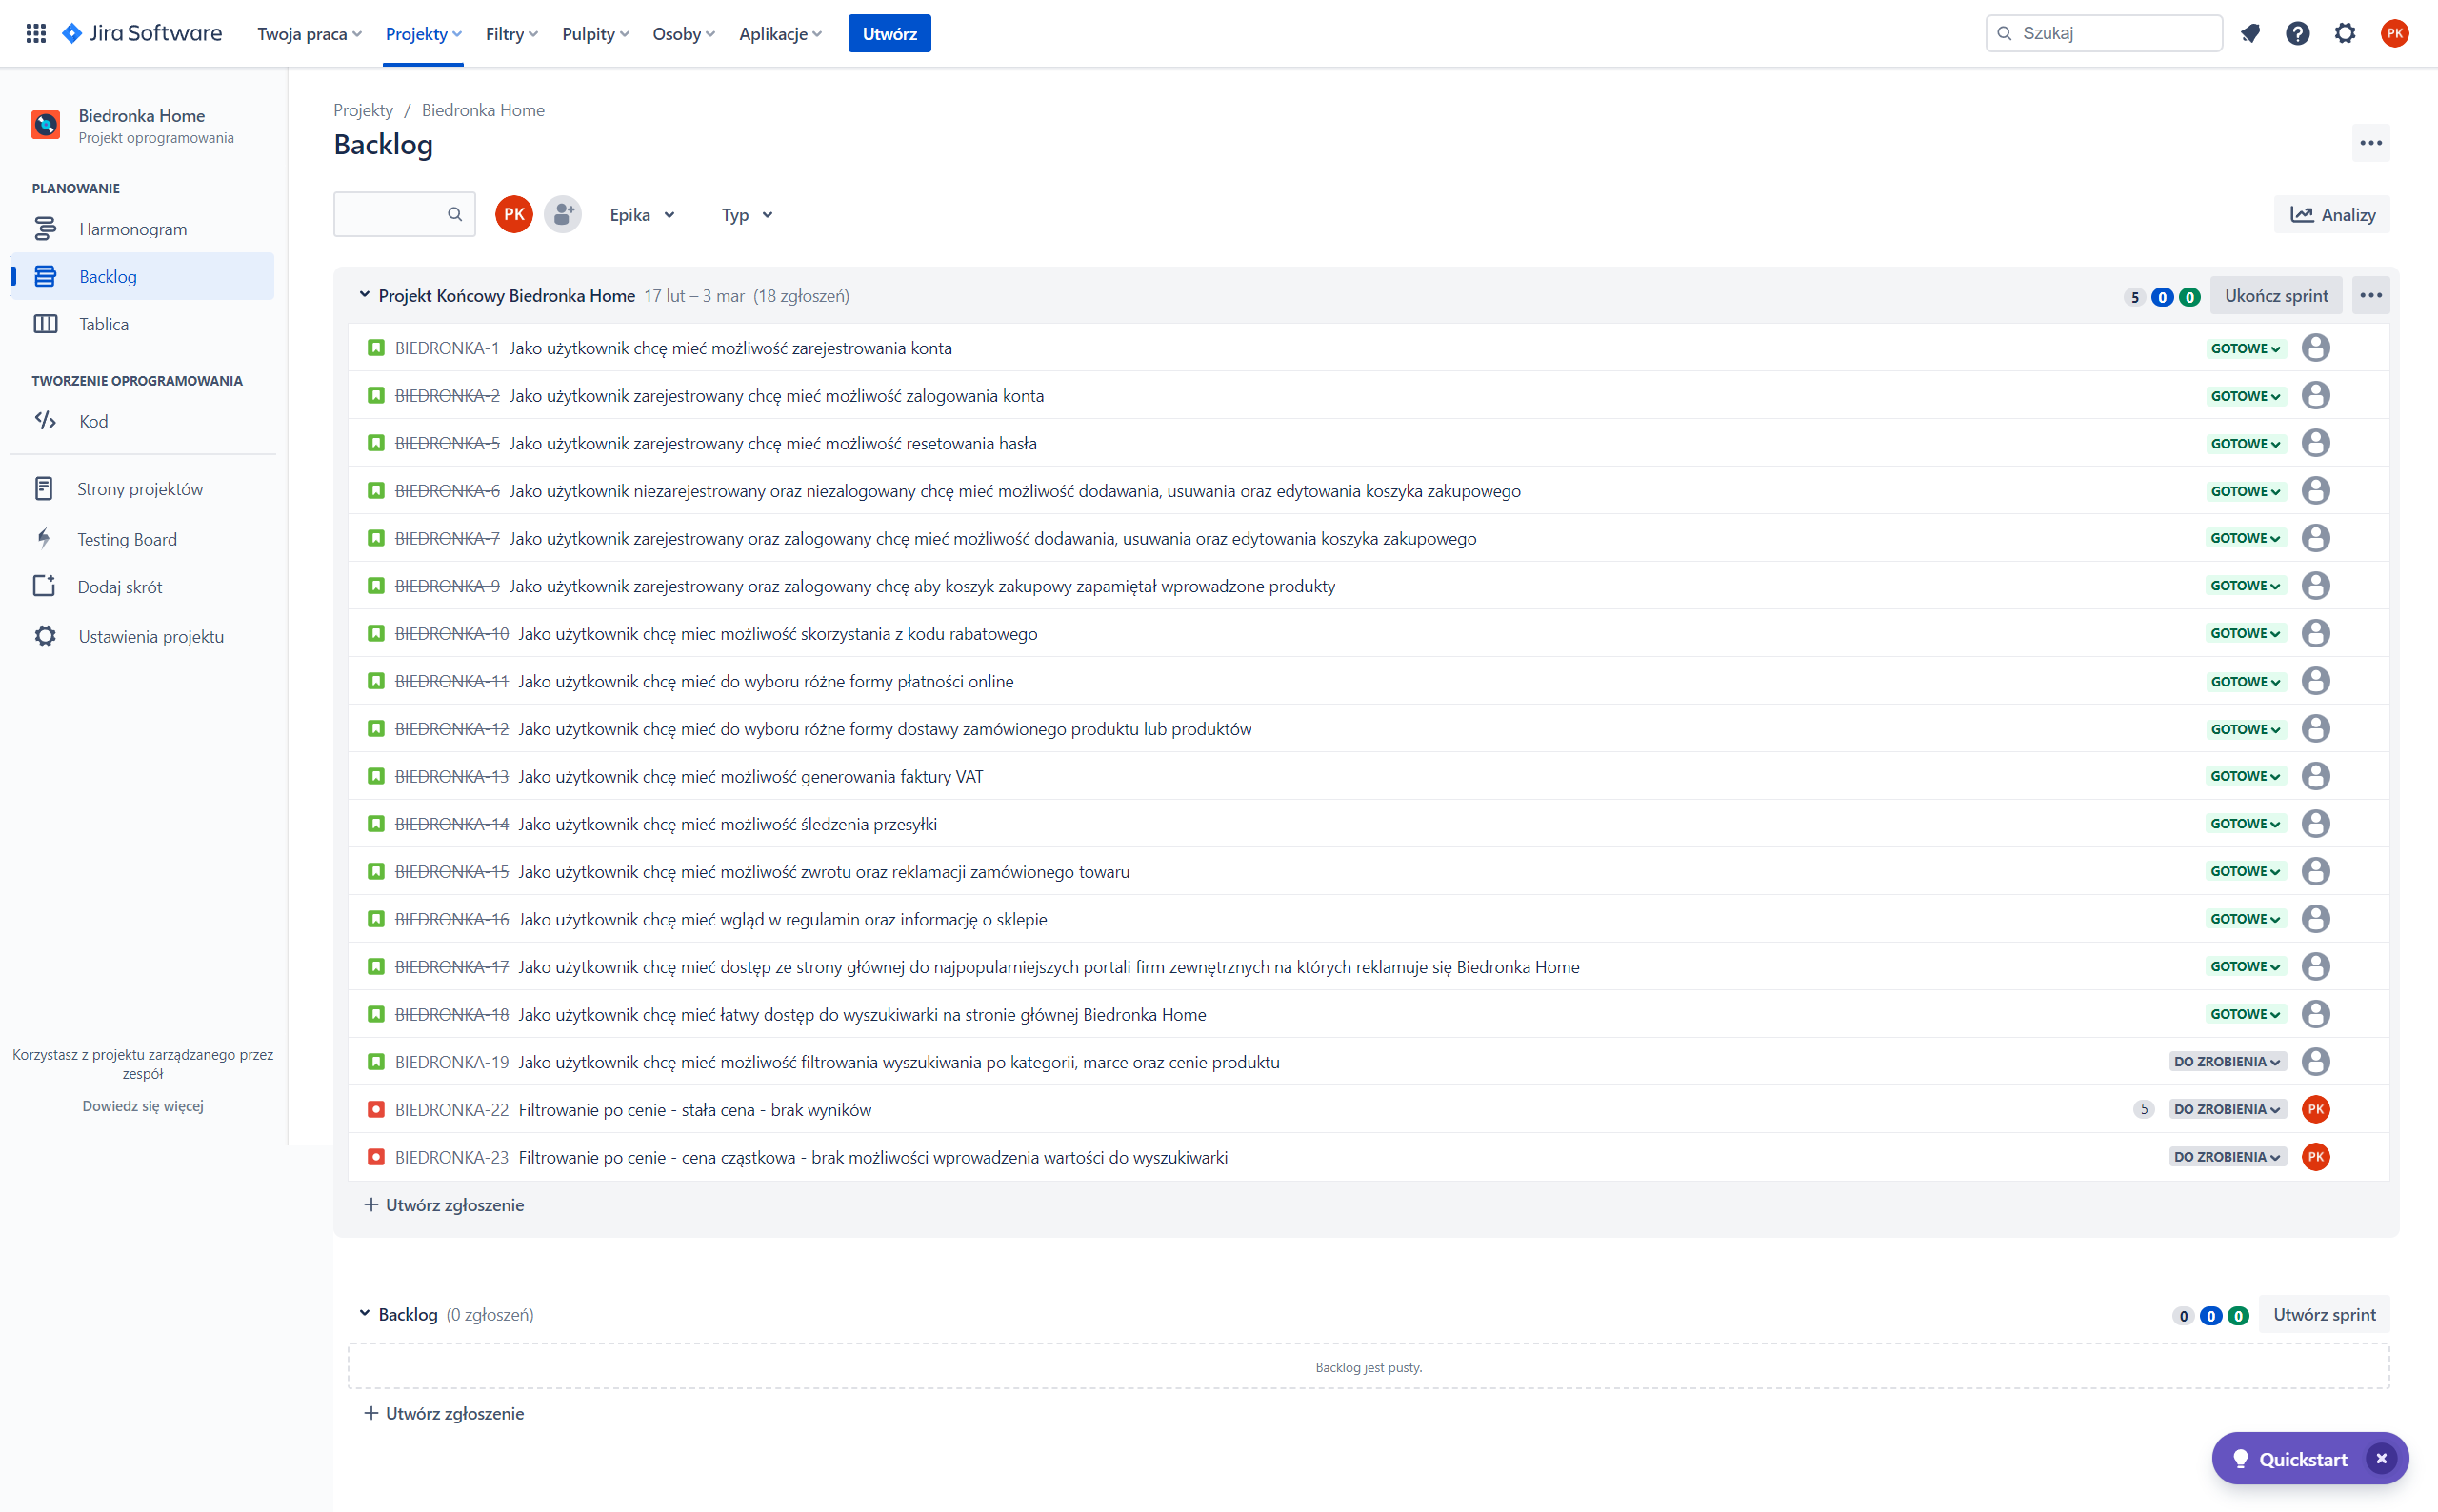 Jira Software Twoja praca Projekty Filtry Pulpity Osoby Aplikacje Utwórz Szukaj PK
Biedronka Home
Projekt oprogramowania
PLANOWANIE
Harmonogram
Backlog
Tablica
TWORZENIE OPROGRAMOWANIA
Kod
Strony projektów
Testing Board
Dodaj skrót
Ustawienia projektu
Korzystasz z projektu zarządzanego przez
zespół
Dowiedz się więcej
Projekty / Biedronka Home
Backlog
PK Epika Typ Analizy
Projekt Końcowy Biedronka Home 17 lut – 3 mar (18 zgłoszeń) 5 0 0 Ukończ sprint
BIEDRONKA-1 Jako użytkownik chcę mieć możliwość zarejestrowania konta GOTOWE
BIEDRONKA-2 Jako użytkownik zarejestrowany chcę mieć możliwość zalogowania konta GOTOWE
BIEDRONKA-5 Jako użytkownik zarejestrowany chcę mieć możliwość resetowania hasła GOTOWE
BIEDRONKA-6 Jako użytkownik niezarejestrowany oraz niezalogowany chcę mieć możliwość dodawania, usuwania oraz edytowania koszyka zakupowego GOTOWE
BIEDRONKA-7 Jako użytkownik zarejestrowany oraz zalogowany chcę mieć możliwość dodawania, usuwania oraz edytowania koszyka zakupowego GOTOWE
BIEDRONKA-9 Jako użytkownik zarejestrowany oraz zalogowany chcę aby koszyk zakupowy zapamiętał wprowadzone produkty GOTOWE
BIEDRONKA-10 Jako użytkownik chcę miec możliwość skorzystania z kodu rabatowego GOTOWE
BIEDRONKA-11 Jako użytkownik chcę mieć do wyboru różne formy płatności online GOTOWE
BIEDRONKA-12 Jako użytkownik chcę mieć do wyboru różne formy dostawy zamówionego produktu lub produktów GOTOWE
BIEDRONKA-13 Jako użytkownik chcę mieć możliwość generowania faktury VAT GOTOWE
BIEDRONKA-14 Jako użytkownik chcę mieć możliwość śledzenia przesyłki GOTOWE
BIEDRONKA-15 Jako użytkownik chcę mieć możliwość zwrotu oraz reklamacji zamówionego towaru GOTOWE
BIEDRONKA-16 Jako użytkownik chcę mieć wgląd w regulamin oraz informację o sklepie GOTOWE
BIEDRONKA-17 Jako użytkownik chcę mieć dostęp ze strony głównej do najpopularniejszych portali firm zewnętrznych na których reklamuje się Biedronka Home GOTOWE
BIEDRONKA-18 Jako użytkownik chcę mieć łatwy dostęp do wyszukiwarki na stronie głównej Biedronka Home GOTOWE
BIEDRONKA-19 Jako użytkownik chcę mieć możliwość filtrowania wyszukiwania po kategorii, marce oraz cenie produktu DO ZROBIENIA
BIEDRONKA-22 Filtrowanie po cenie - stała cena - brak wyników 5 DO ZROBIENIA PK
BIEDRONKA-23 Filtrowanie po cenie - cena cząstkowa - brak możliwości wprowadzenia wartości do wyszukiwarki DO ZROBIENIA PK
+ Utwórz zgłoszenie
Backlog (0 zgłoszeń) 0 0 0 Utwórz sprint
Backlog jest pusty.
+ Utwórz zgłoszenie
Quickstart